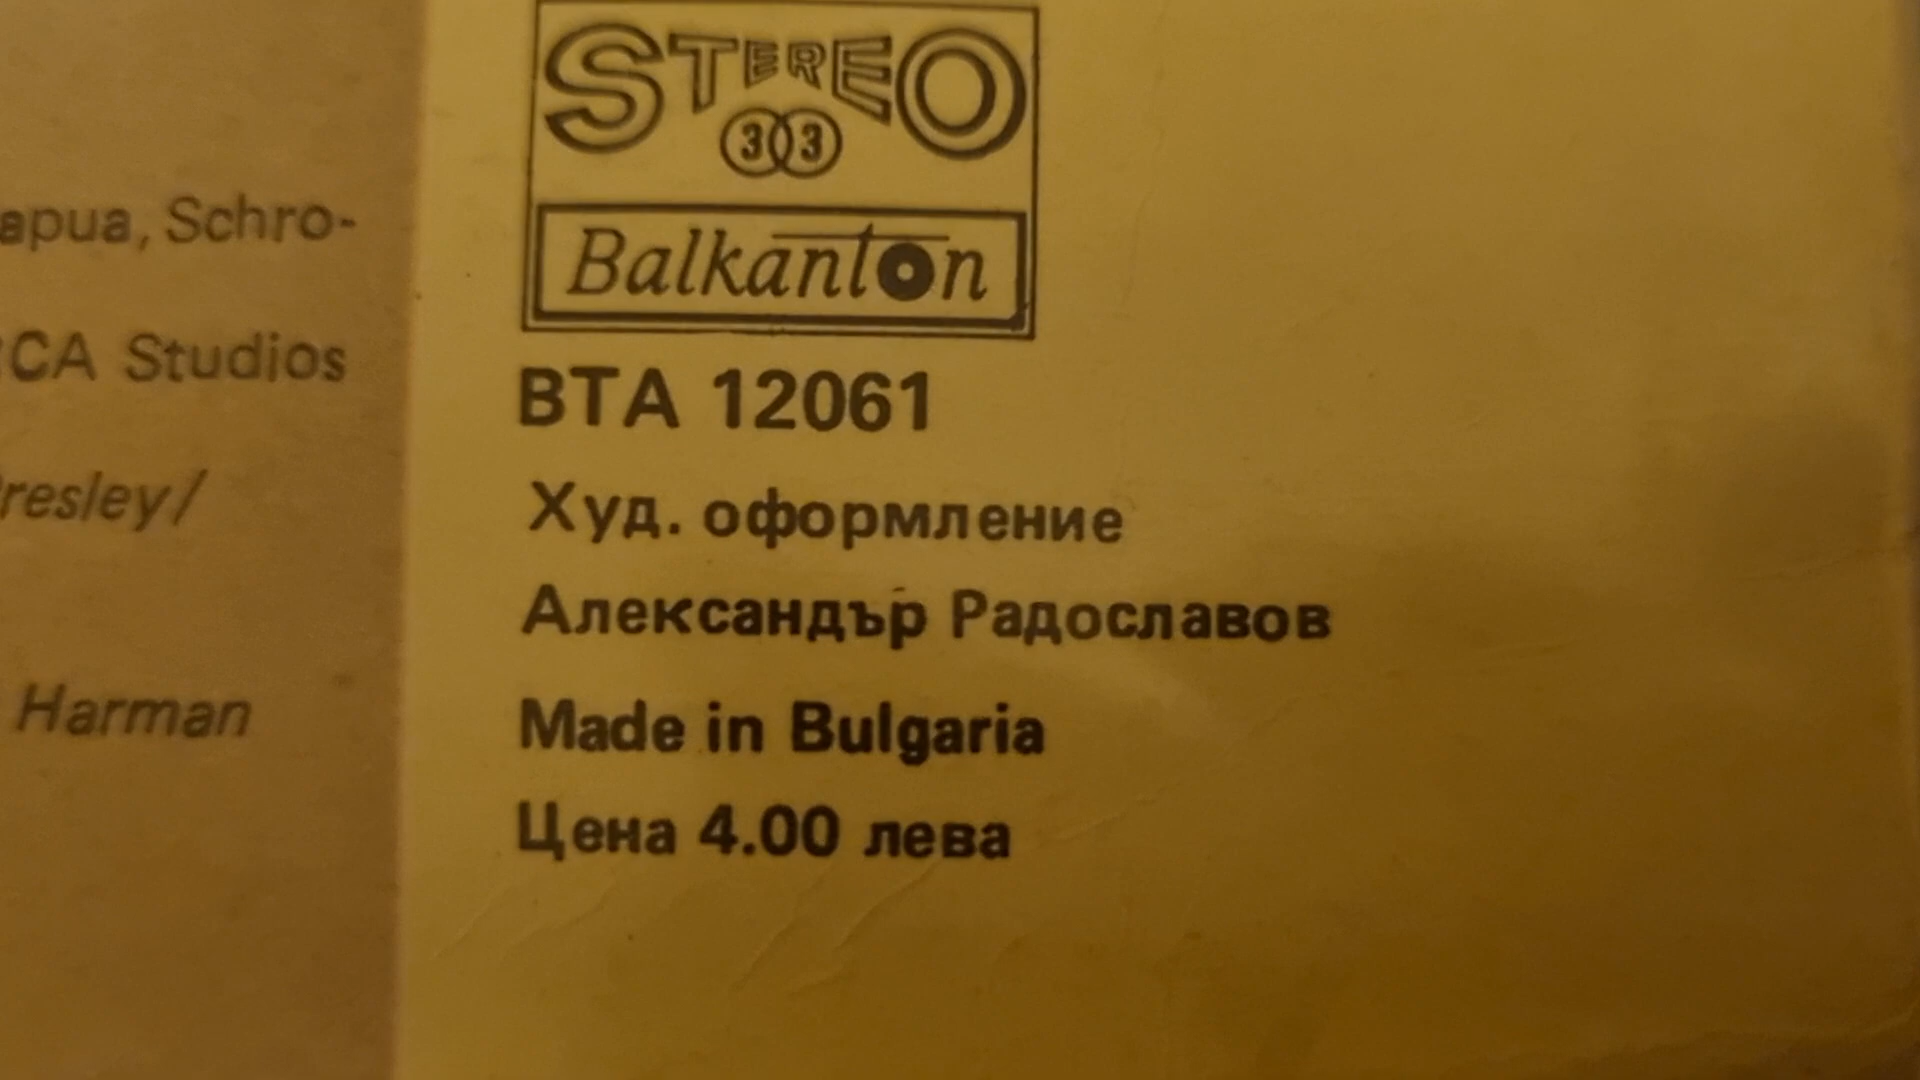 STEREO
33
Balkanton
apua, Schro-
CA Studios
resley/
Harman
ВТА 12061
Худ. оформление
Александър Радославов
Made in Bulgaria
Цена 4.00 лева